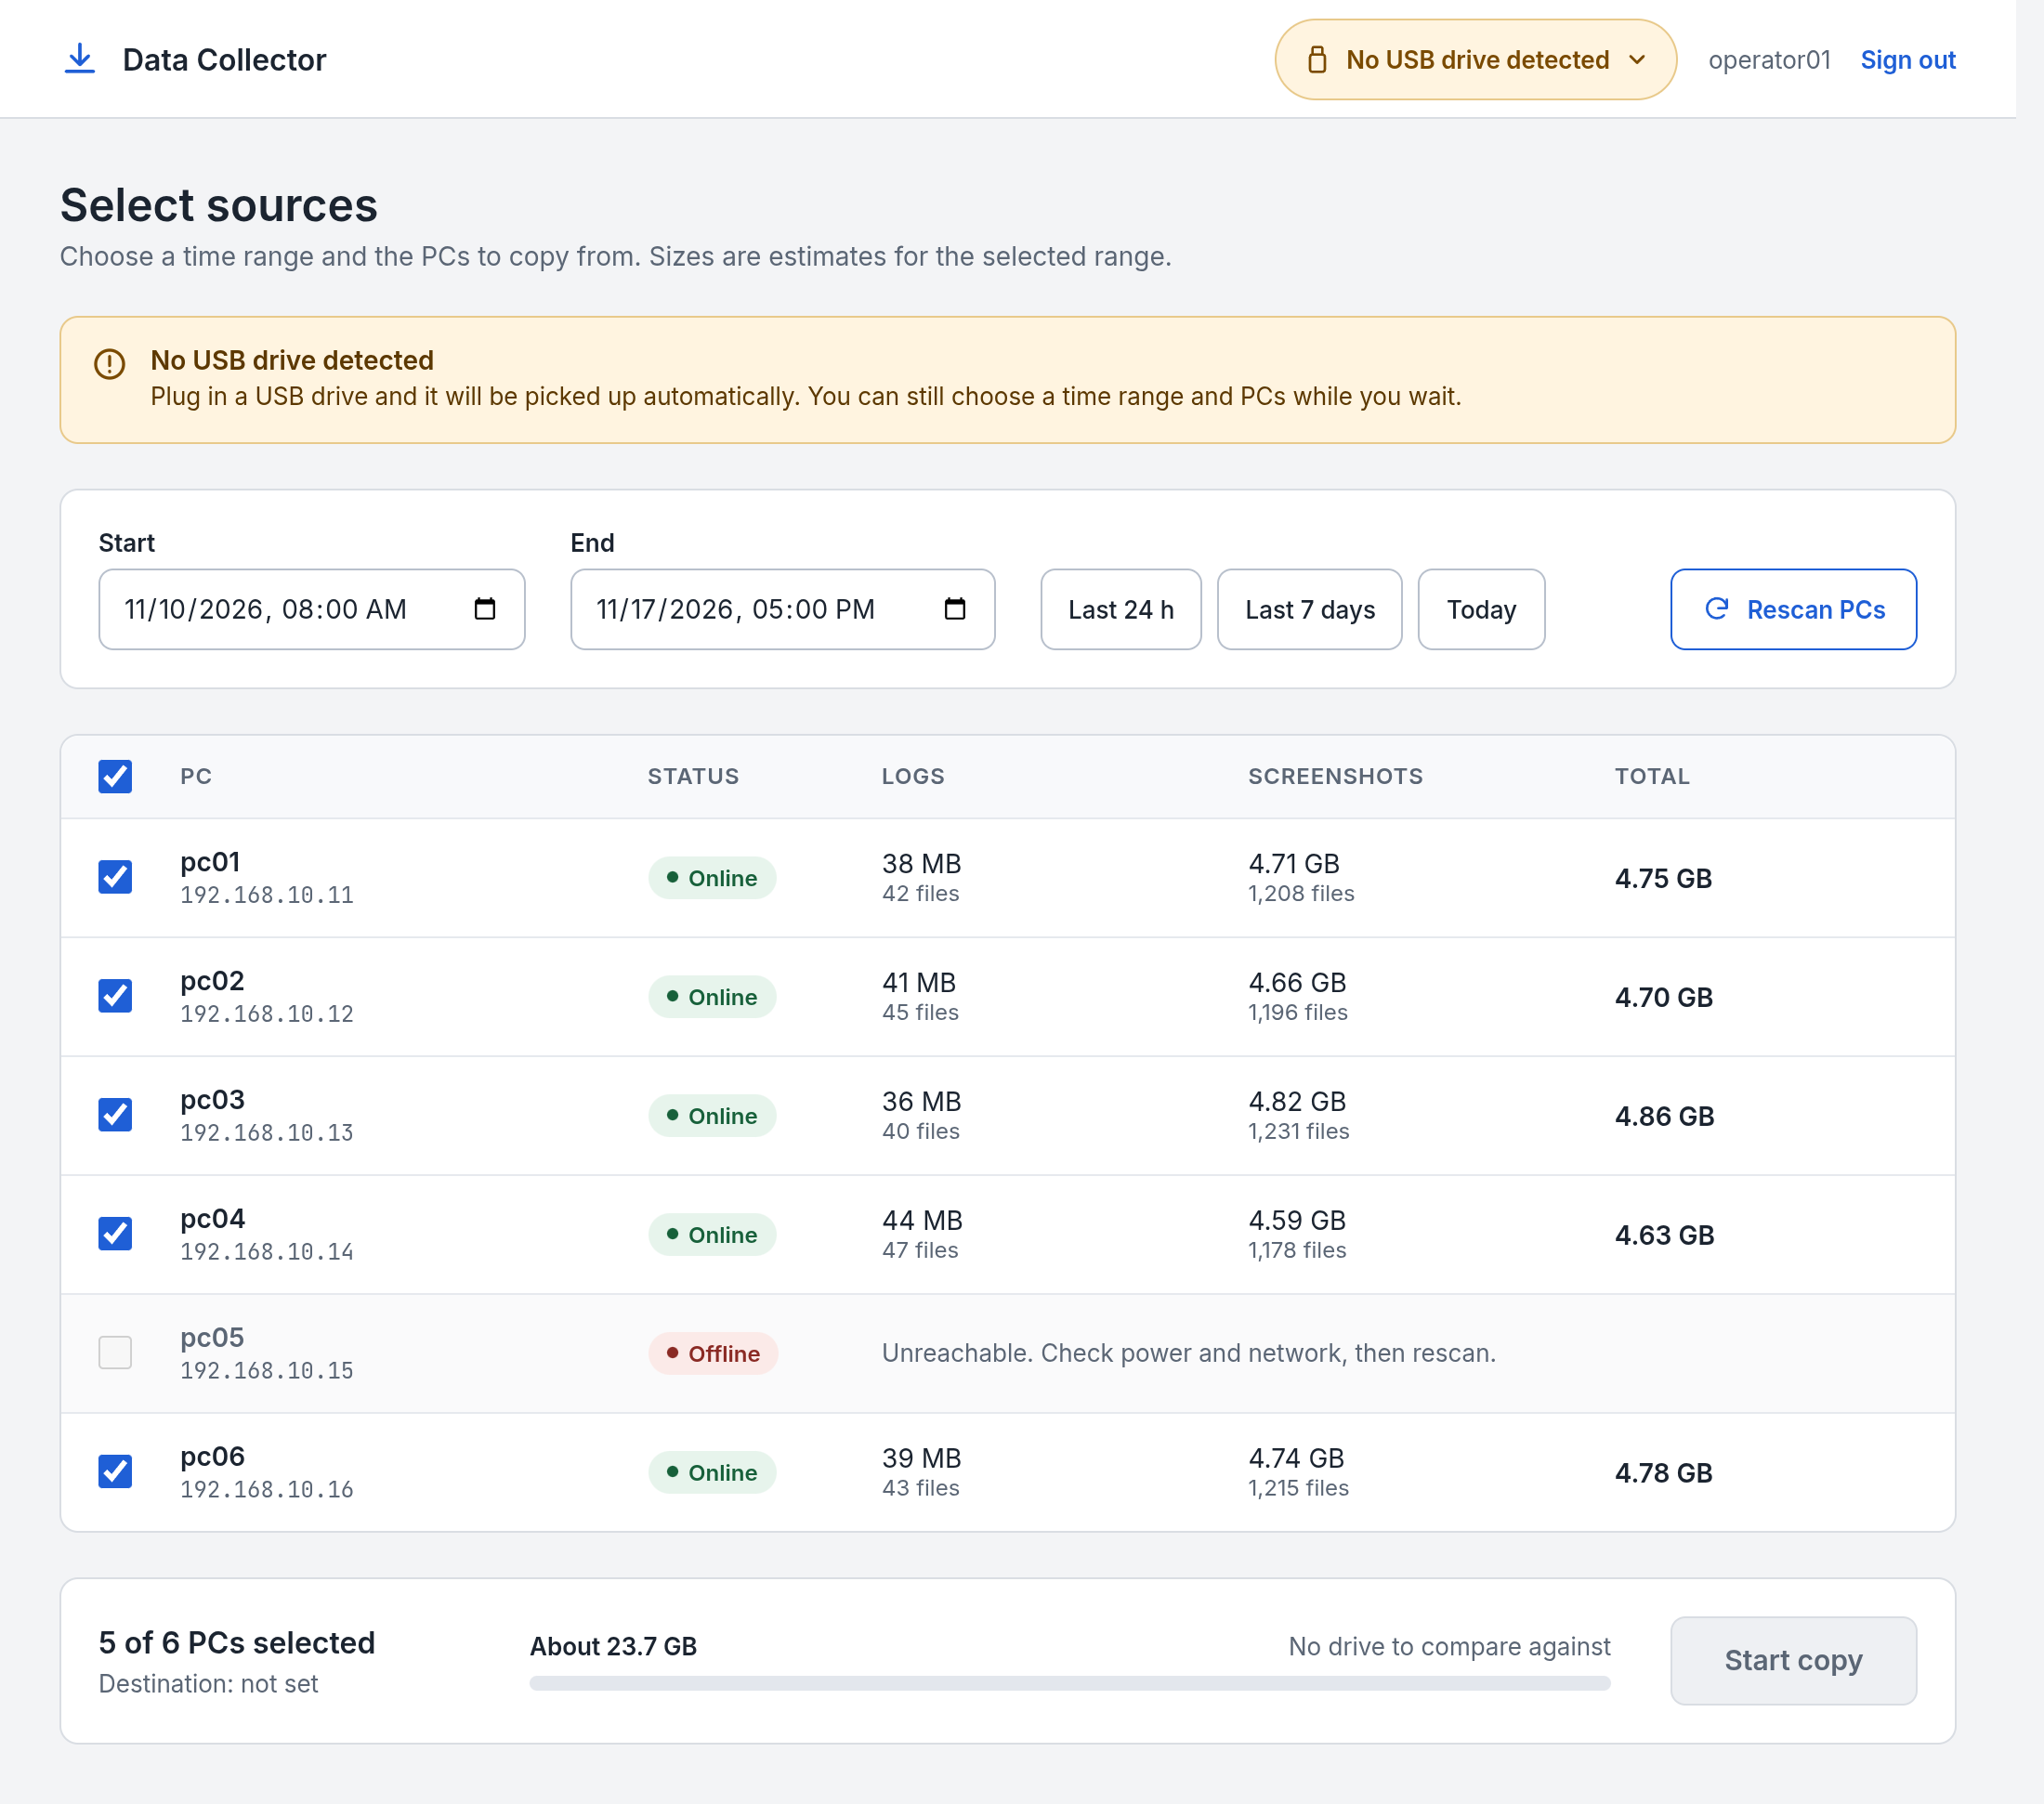 Data Collector
No USB drive detected
operator01
Sign out
Select sources
Choose a time range and the PCs to copy from. Sizes are estimates for the selected range.
No USB drive detected
Plug in a USB drive and it will be picked up automatically. You can still choose a time range and PCs while you wait.
Start
End
11/10/2026, 08:00 AM
11/17/2026, 05:00 PM
Last 24 h
Last 7 days
Today
Rescan PCs
PC STATUS LOGS SCREENSHOTS TOTAL
pc01
192.168.10.11
Online
38 MB
42 files
4.71 GB
1,208 files
4.75 GB
pc02
192.168.10.12
Online
41 MB
45 files
4.66 GB
1,196 files
4.70 GB
pc03
192.168.10.13
Online
36 MB
40 files
4.82 GB
1,231 files
4.86 GB
pc04
192.168.10.14
Online
44 MB
47 files
4.59 GB
1,178 files
4.63 GB
pc05
192.168.10.15
Offline
Unreachable. Check power and network, then rescan.
pc06
192.168.10.16
Online
39 MB
43 files
4.74 GB
1,215 files
4.78 GB
5 of 6 PCs selected
Destination: not set
About 23.7 GB
No drive to compare against
Start copy